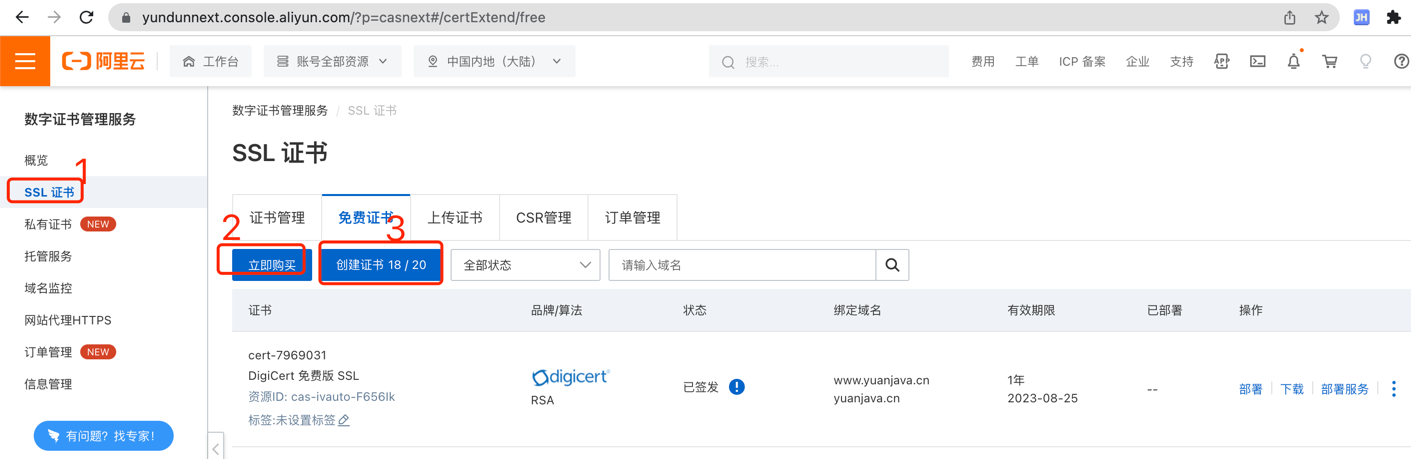 yundunnext.console.aliyun.com/?p=casnext#/certExtend/free
JH
阿里云 工作台 账号全部资源 中国内地（大陆） 搜索... 费用 工单 ICP 备案 企业 支持
数字证书管理服务
概览
1
SSL 证书
私有证书 NEW
托管服务
域名监控
网站代理HTTPS
订单管理 NEW
信息管理
有问题？找专家!
数字证书管理服务 / SSL 证书
SSL 证书
证书管理 免费证书 上传证书 CSR管理 订单管理
2 3
立即购买 创建证书 18 / 20 全部状态 请输入域名
证书 品牌/算法 状态 绑定域名 有效期限 已部署 操作
cert-7969031
DigiCert 免费版 SSL
资源ID: cas-ivauto-F656lk
标签:未设置标签
digicert
RSA
已签发
www.yuanjava.cn
yuanjava.cn
1年
2023-08-25
--
部署 下载 部署服务